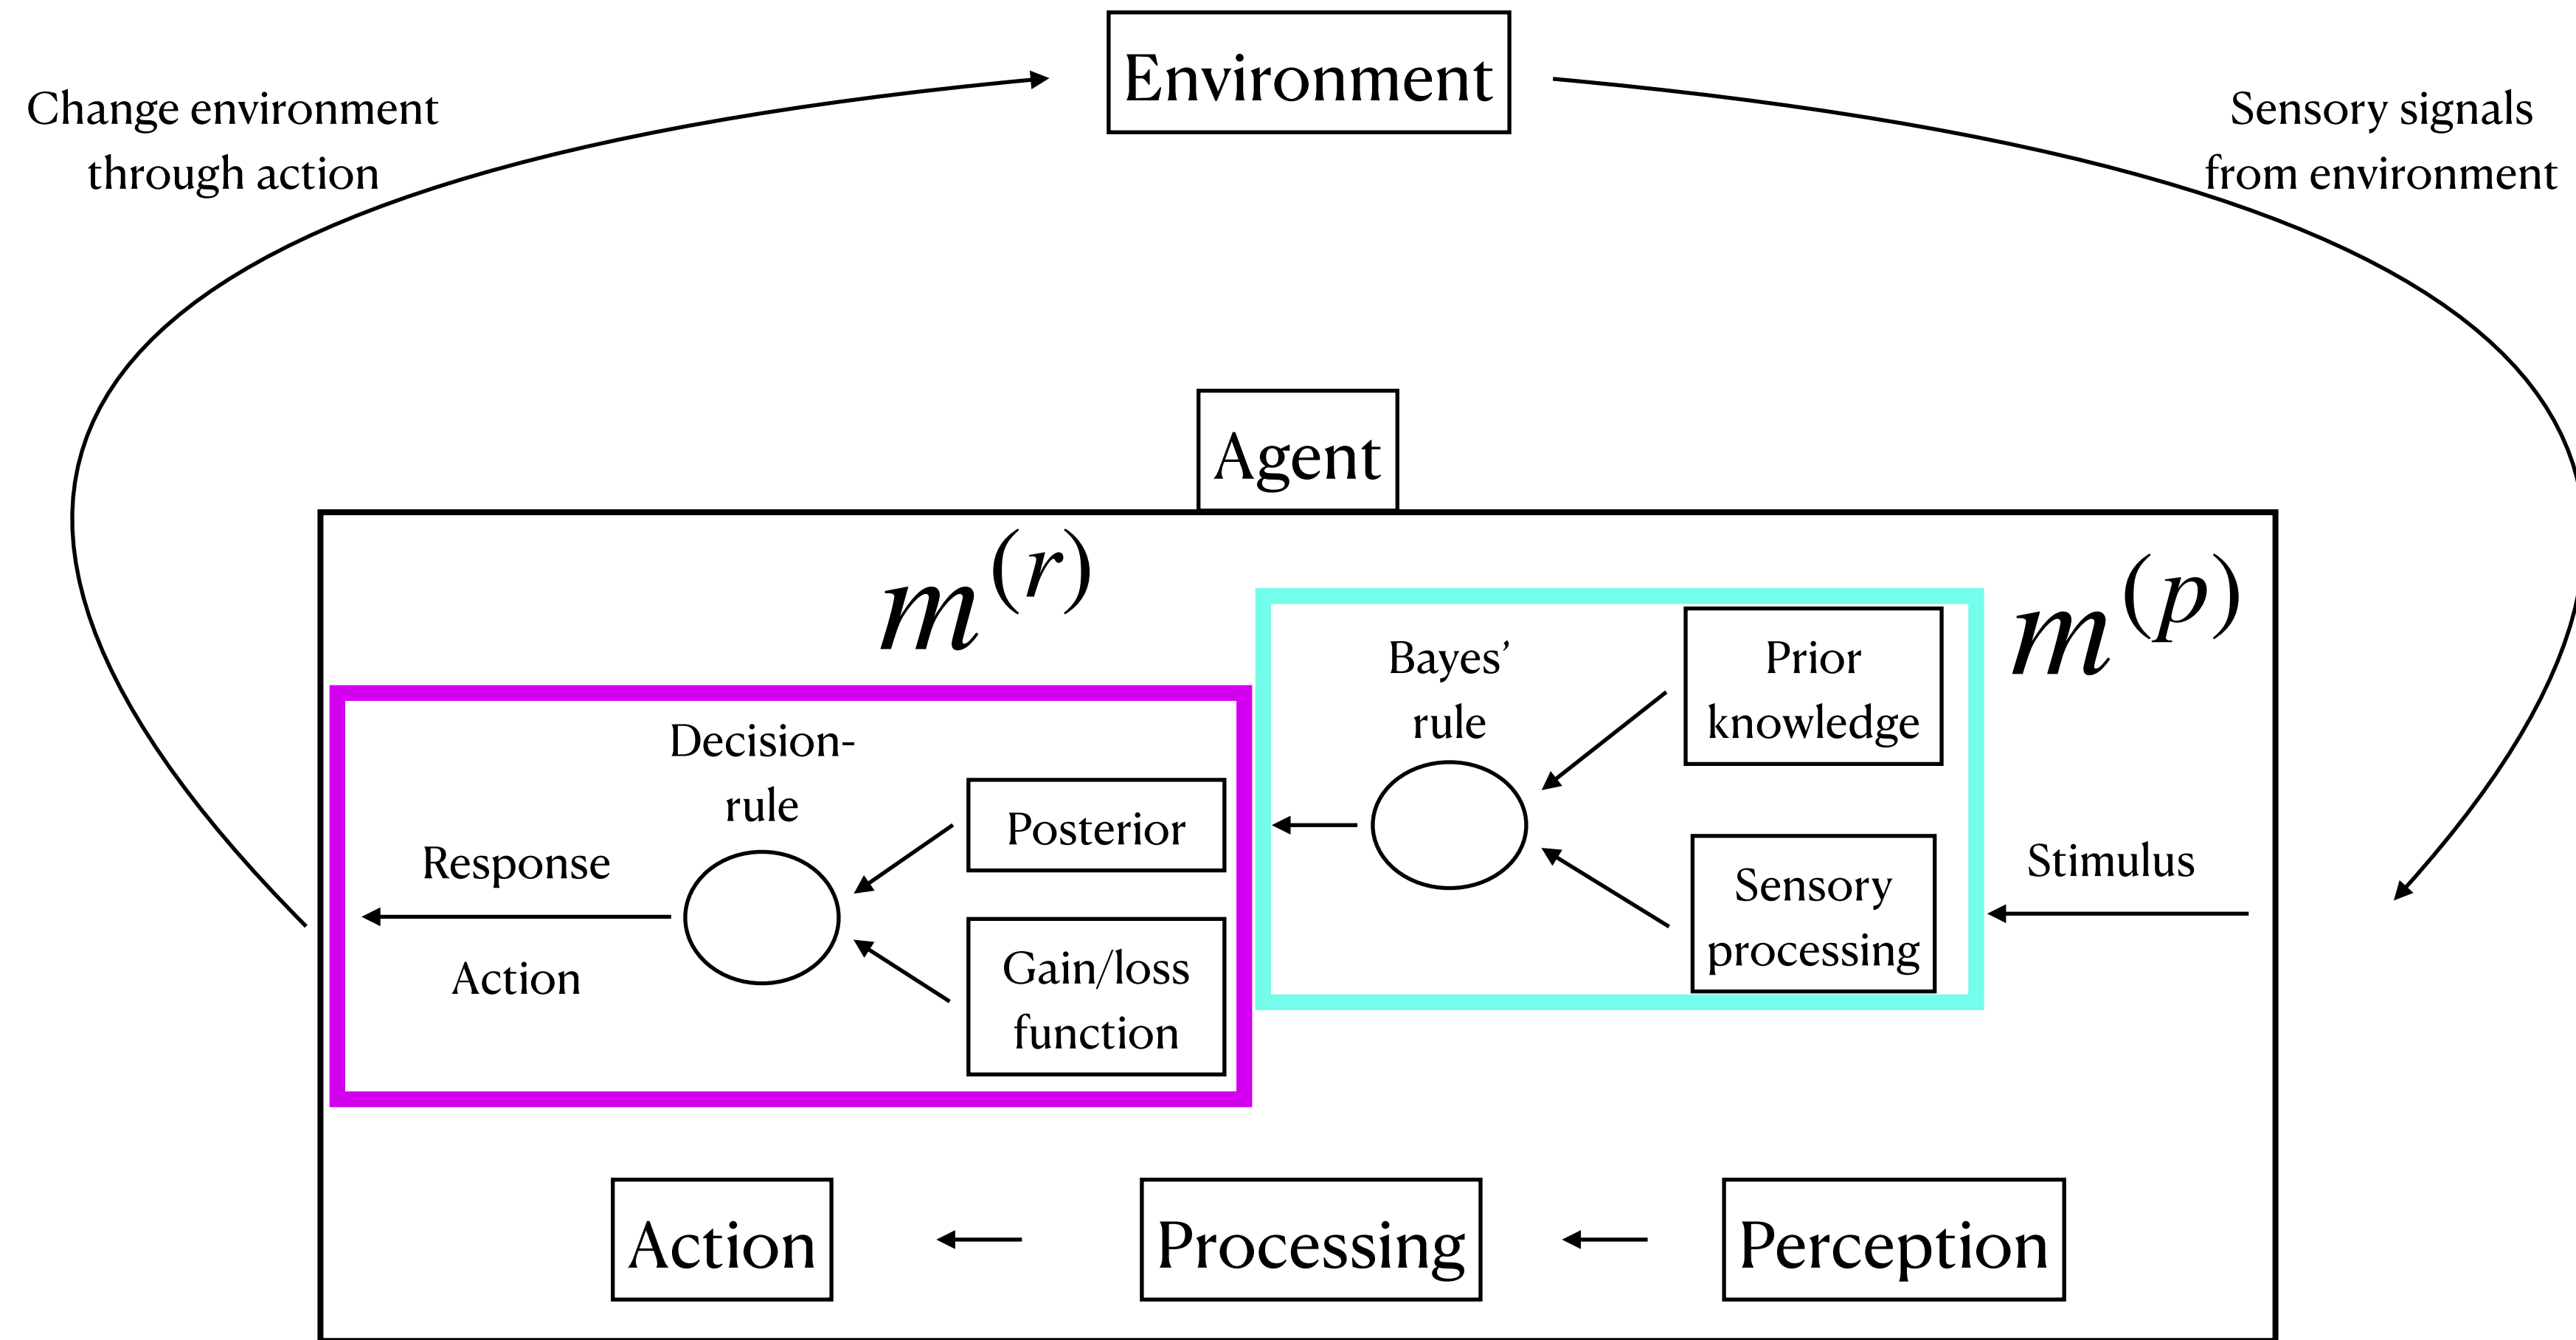 Environment
Change environment
through action
Sensory signals
from environment
Agent
m^(r)
m^(p)
Decision-
rule
Response
Action
Posterior
Gain/loss
function
Bayes’
rule
Prior
knowledge
Sensory
processing
Stimulus
Action
Processing
Perception